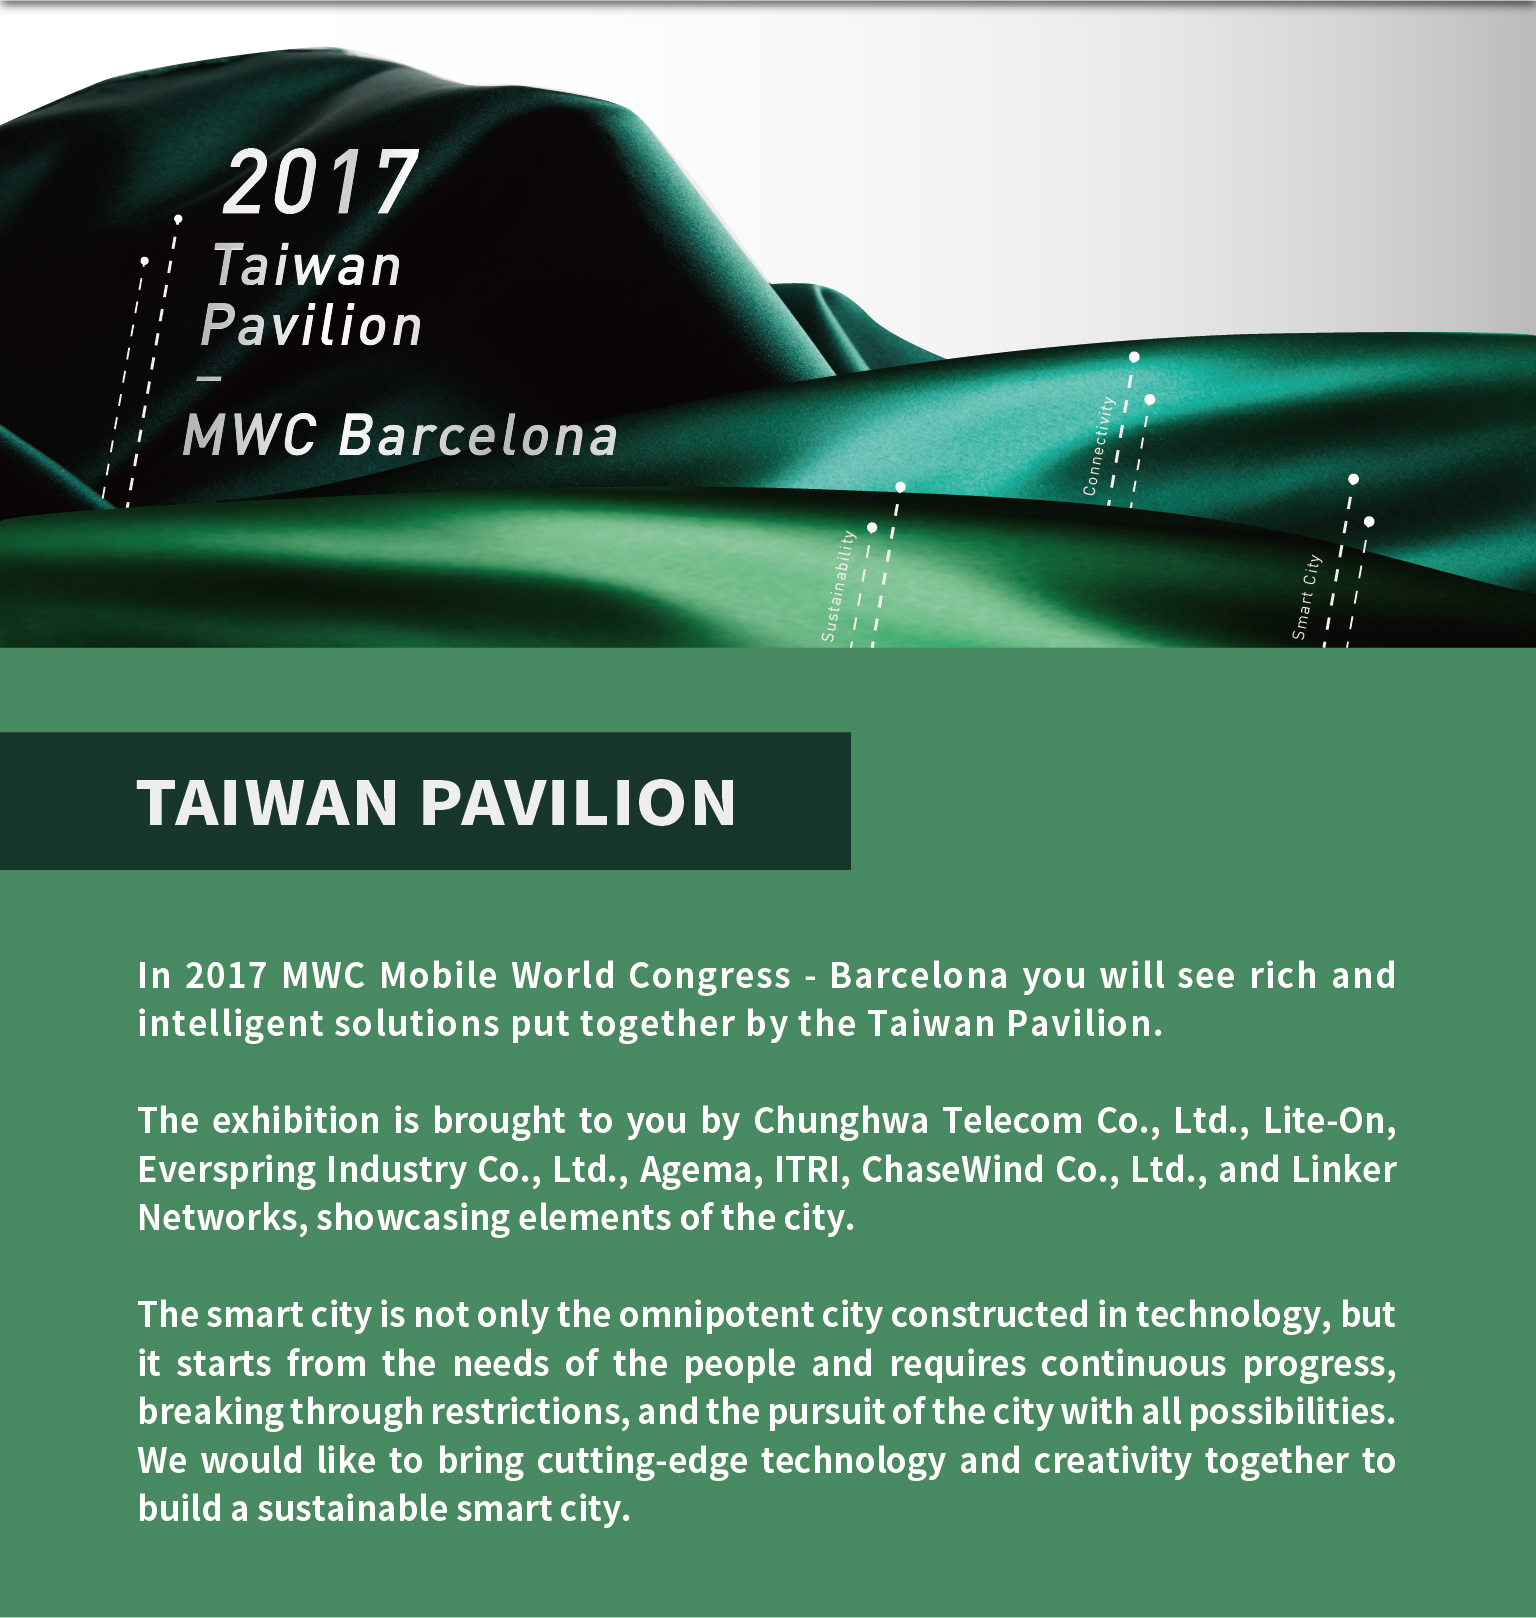 2017
Taiwan
Pavilion
–
MWC Barcelona
Connectivity
Sustainability
Smart City
TAIWAN PAVILION
In 2017 MWC Mobile World Congress - Barcelona you will see rich and
intelligent solutions put together by the Taiwan Pavilion.
The exhibition is brought to you by Chunghwa Telecom Co., Ltd., Lite-On,
Everspring Industry Co., Ltd., Agema, ITRI, ChaseWind Co., Ltd., and Linker
Networks, showcasing elements of the city.
The smart city is not only the omnipotent city constructed in technology, but
it starts from the needs of the people and requires continuous progress,
breaking through restrictions, and the pursuit of the city with all possibilities.
We would like to bring cutting-edge technology and creativity together to
build a sustainable smart city.